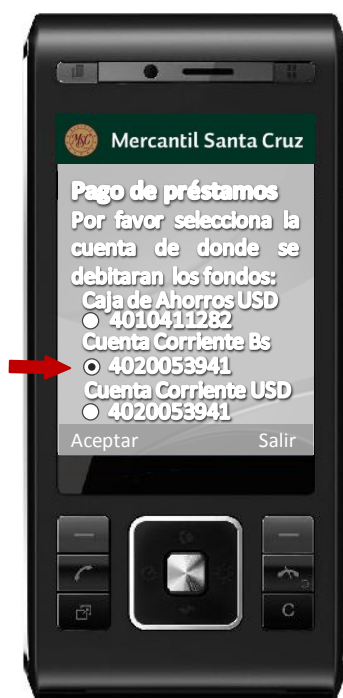 MSC
Mercantil Santa Cruz
Pago de préstamos
Por favor selecciona la
cuenta de donde se
debitaran los fondos:
Caja de Ahorros USD
4010411282
Cuenta Corriente Bs
4020053941
Cuenta Corriente USD
4020053941
Aceptar Salir
C